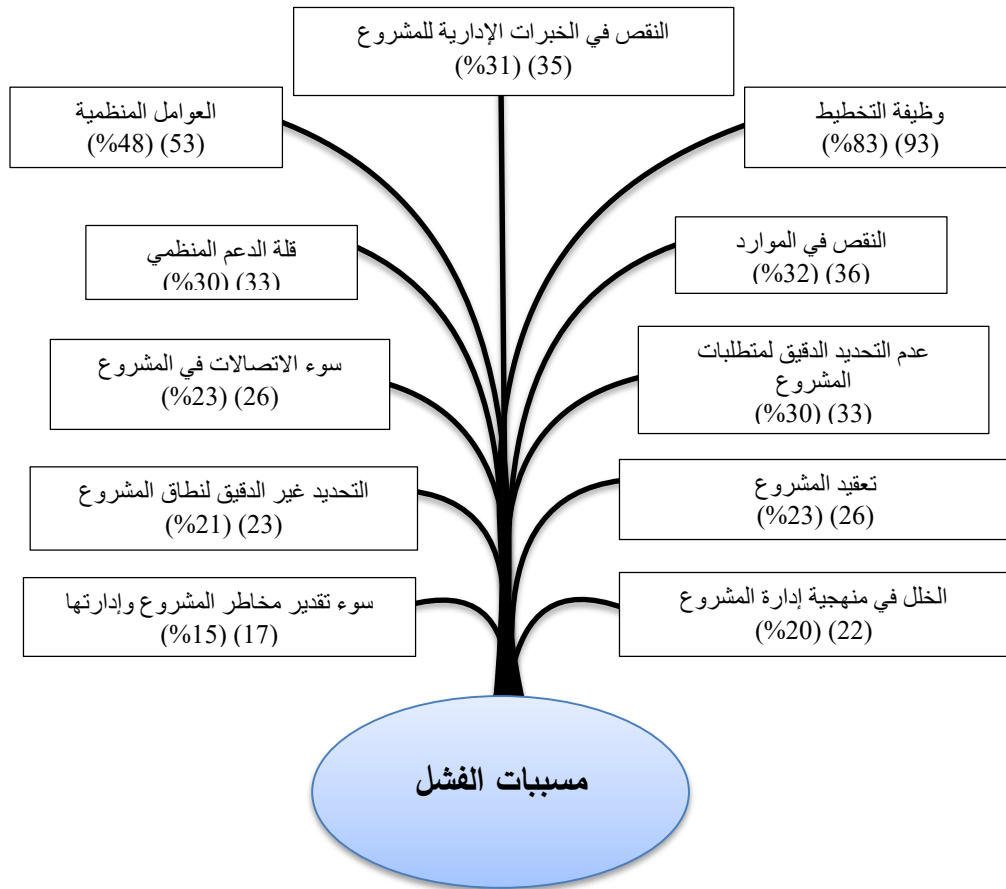 النقص في الخبرات الإدارية للمشروع
(35) (31%)
وظيفة التخطيط
(93) (83%)
العوامل المنظمية
(53) (48%)
النقص في الموارد
(36) (32%)
قلة الدعم المنظمي
(33) (30%)
عدم التحديد الدقيق لمتطلبات
المشروع
(33) (30%)
سوء الاتصالات في المشروع
(26) (23%)
تعقيد المشروع
(26) (23%)
التحديد غير الدقيق لنطاق المشروع
(23) (21%)
الخلل في منهجية إدارة المشروع
(22) (20%)
سوء تقدير مخاطر المشروع وإدارتها
(17) (15%)
مسببات الفشل